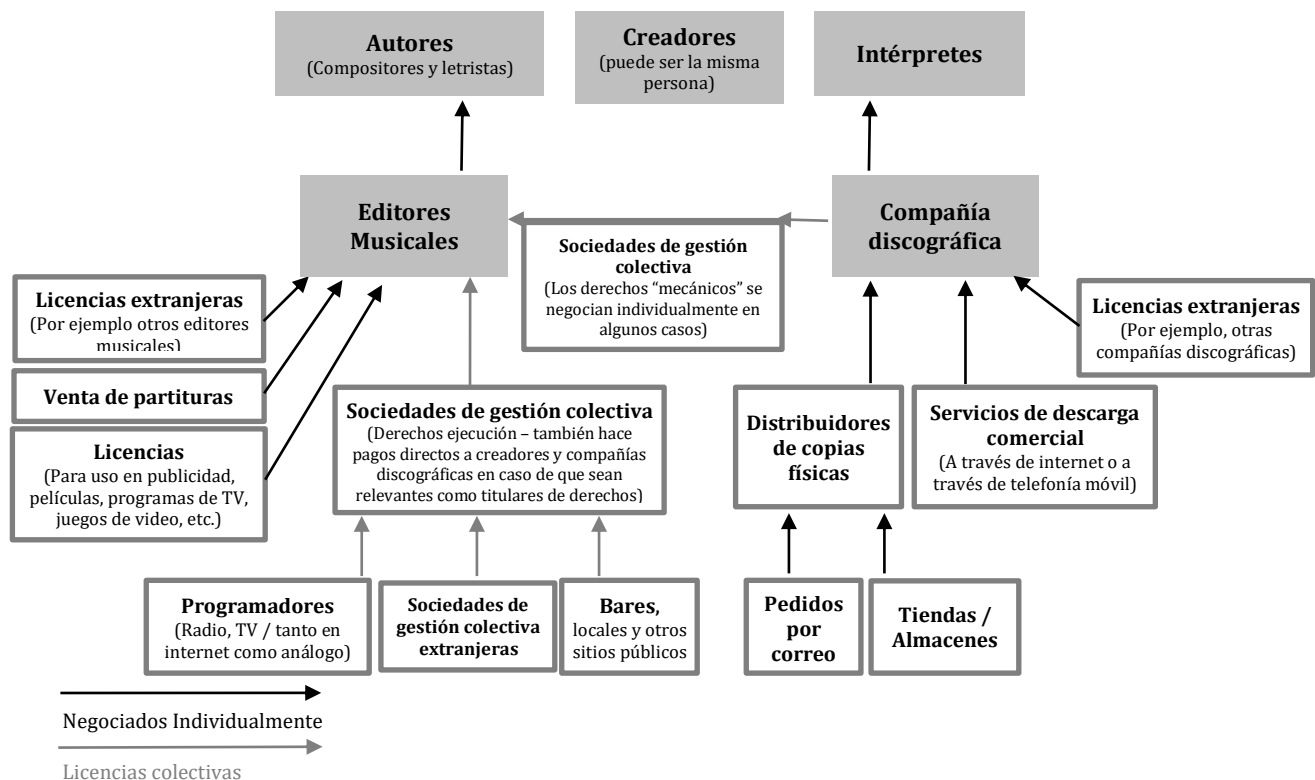 Autores
(Compositores y letristas)
Creadores
(puede ser la misma
persona)
Intérpretes
Editores
Musicales
Compañía
discográfica
Sociedades de gestión
colectiva
(Los derechos “mecánicos” se
negocian individualmente en
algunos casos)
Licencias extranjeras
(Por ejemplo otros editores
musicales)
Licencias extranjeras
(Por ejemplo, otras
compañías discográficas)
Venta de partituras
Licencias
(Para uso en publicidad,
películas, programas de TV,
juegos de video, etc.)
Sociedades de gestión colectiva
(Derechos ejecución – también hace
pagos directos a creadores y compañías
discográficas en caso de que sean
relevantes como titulares de derechos)
Distribuidores
de copias
físicas
Servicios de descarga
comercial
(A través de internet o a
través de telefonía móvil)
Programadores
(Radio, TV / tanto en
internet como análogo)
Sociedades de
gestión colectiva
extranjeras
Bares,
locales y otros
sitios públicos
Pedidos
por
correo
Tiendas /
Almacenes
Negociados Individualmente
Licencias colectivas